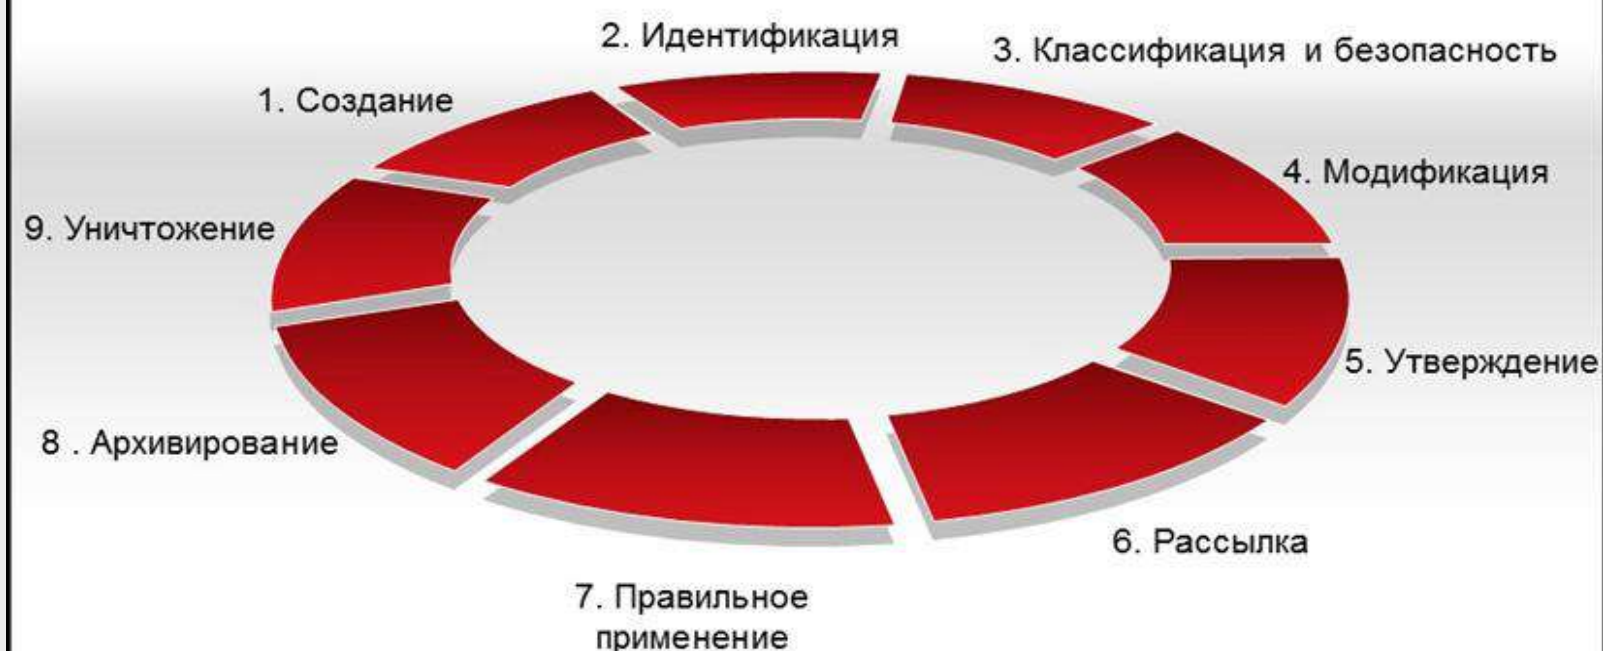 1. Создание
2. Идентификация
3. Классификация и безопасность
4. Модификация
5. Утверждение
6. Рассылка
7. Правильное
применение
8 . Архивирование
9. Уничтожение